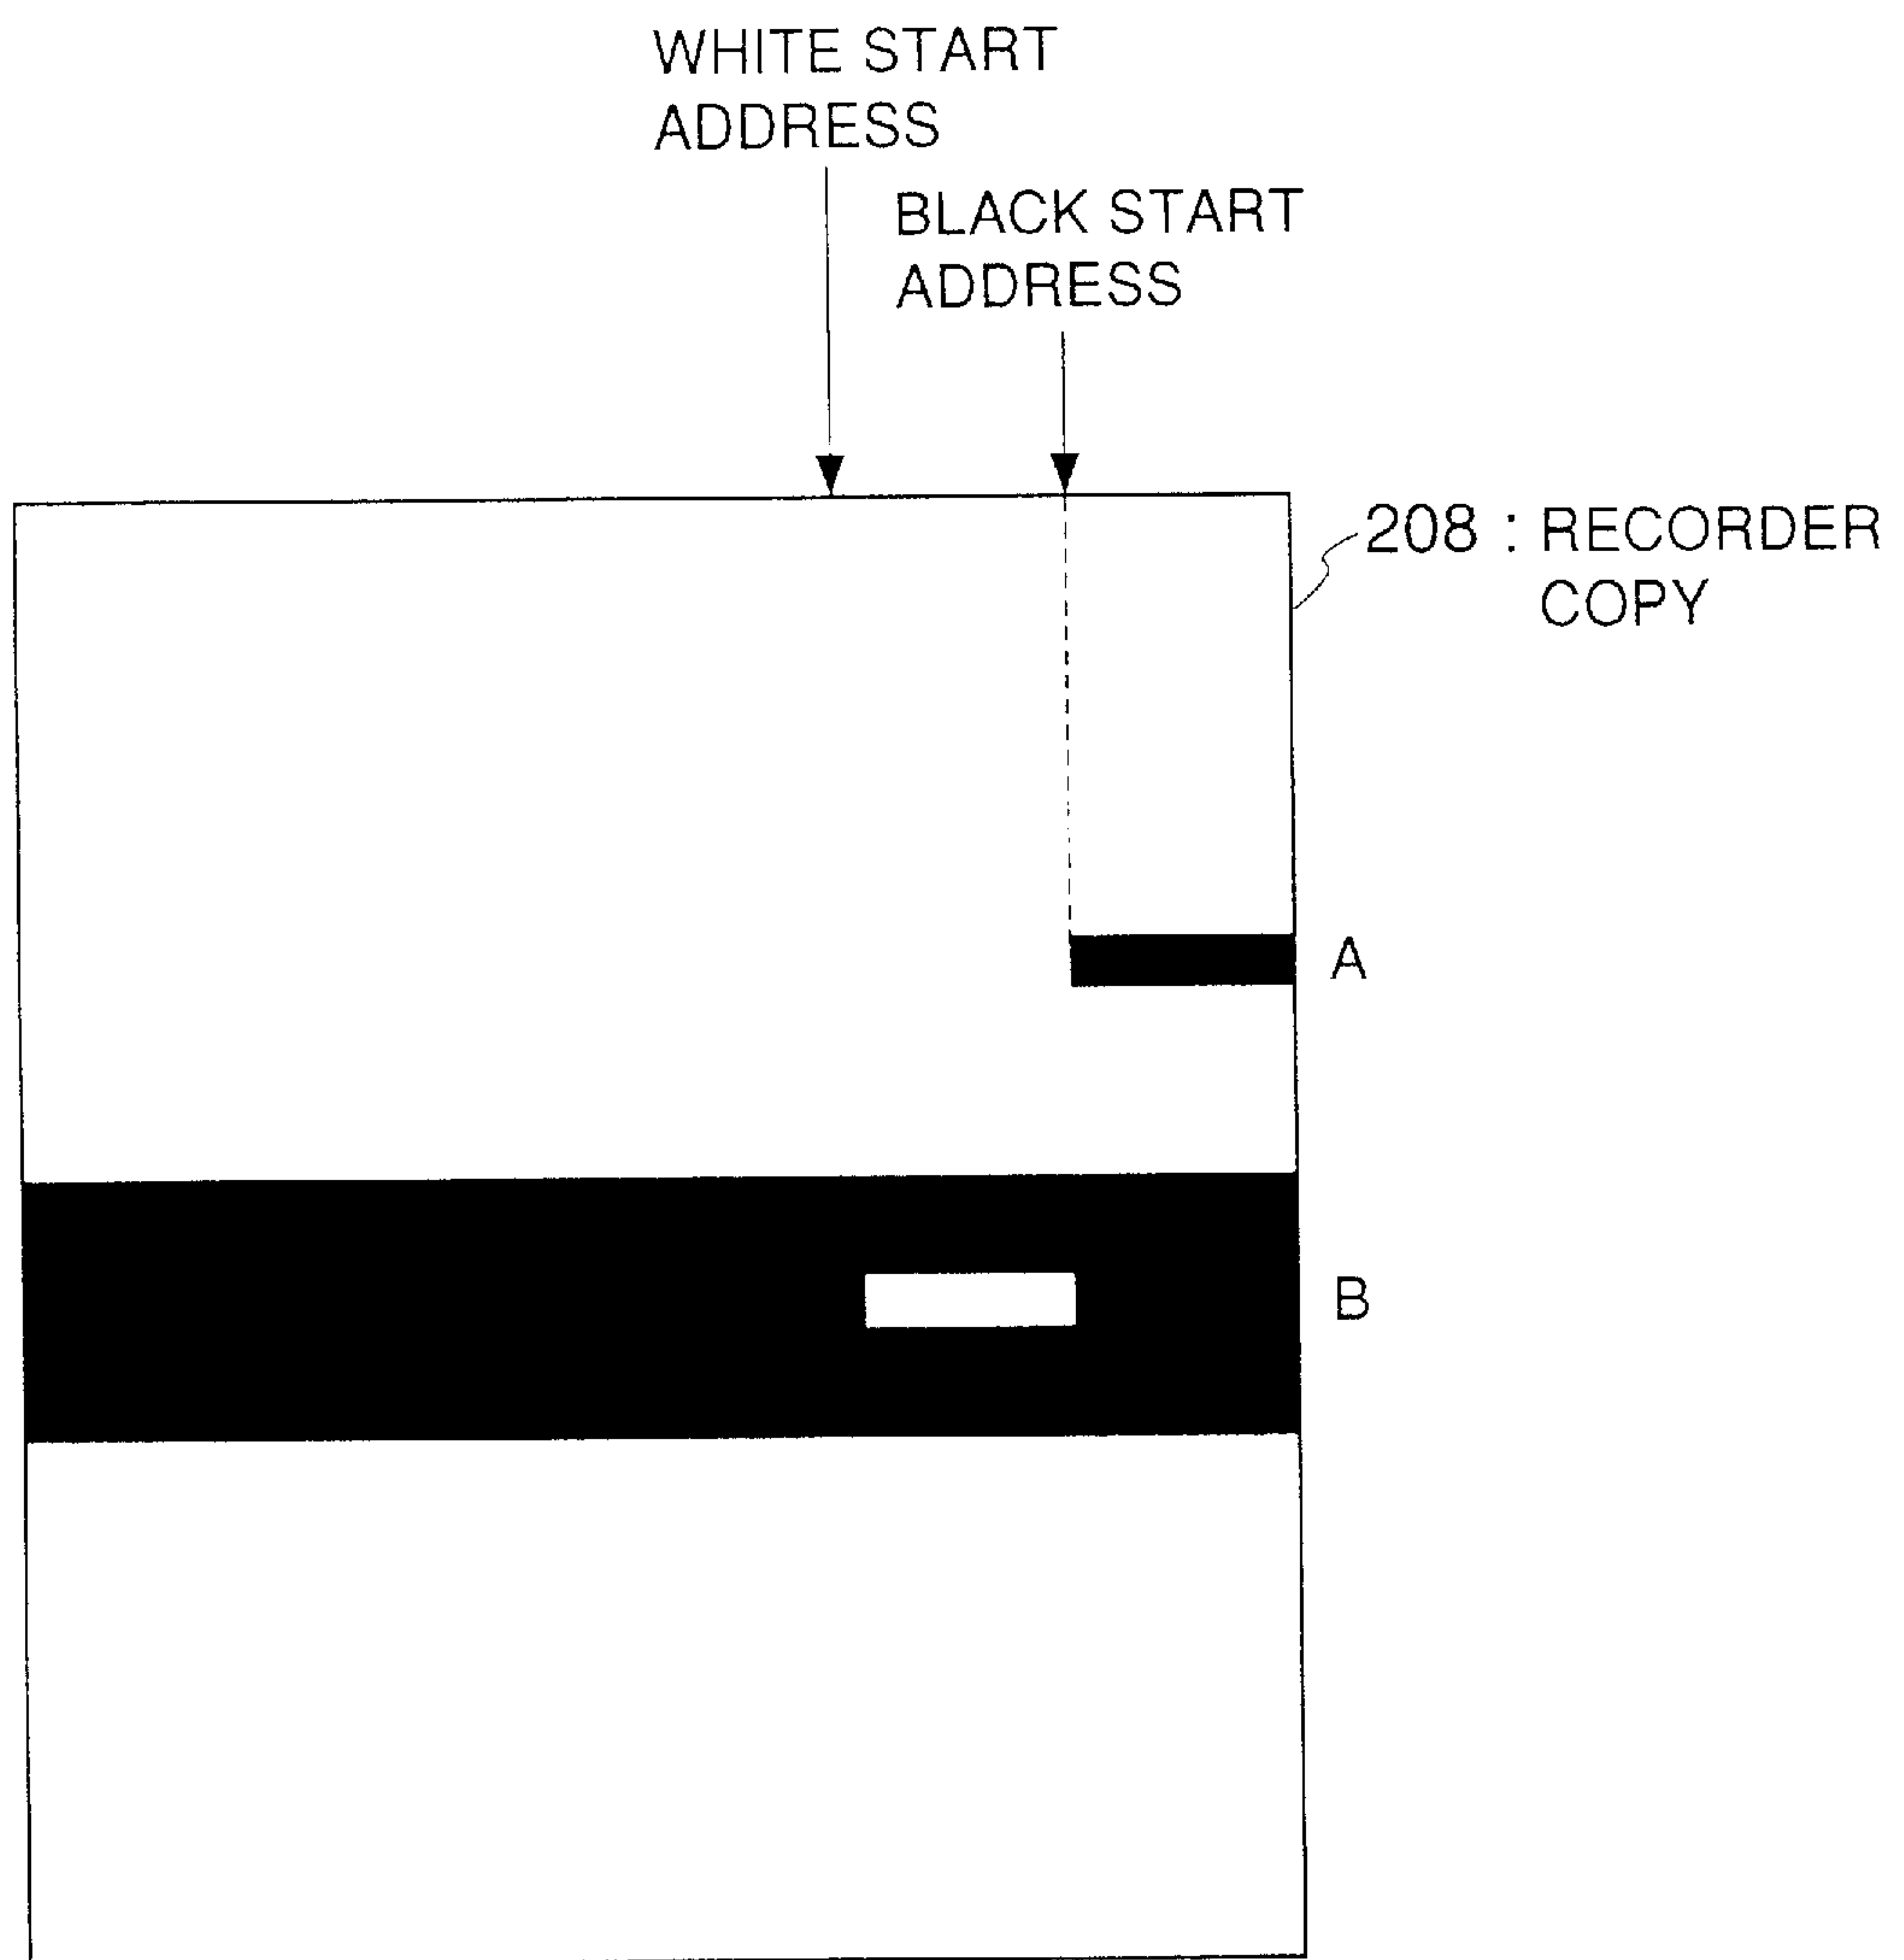 WHITE START
ADDRESS
BLACK START
ADDRESS
208 : RECORDER
COPY
A
B